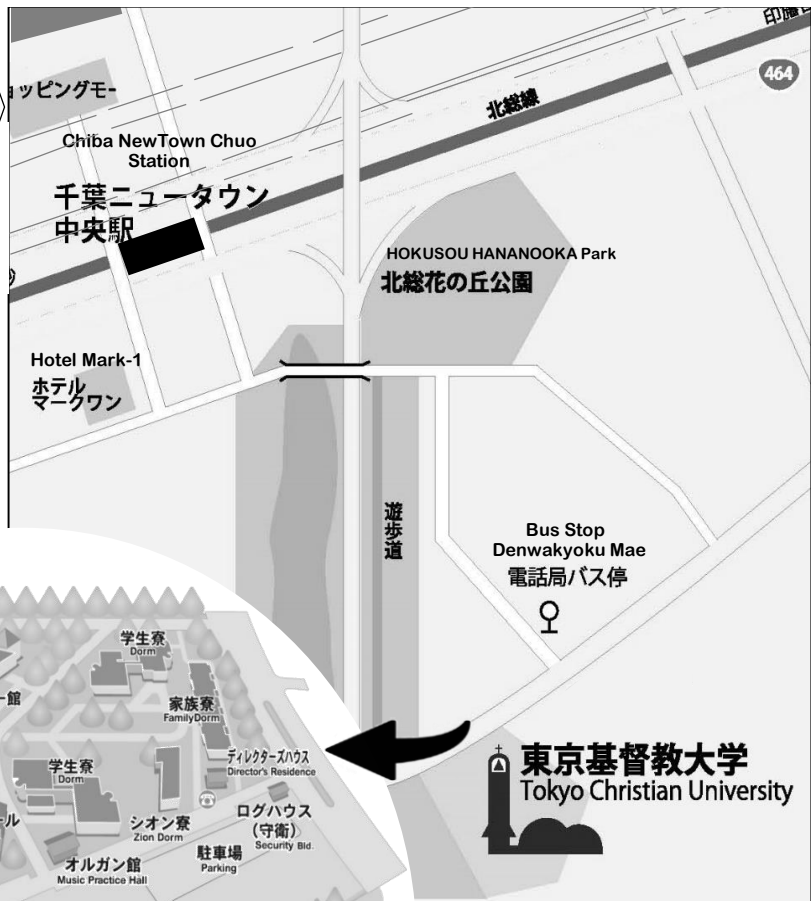 464
北総線
ョッピングモー
Chiba NewTown Chuo
Station
千葉ニュータウン
中央駅
HOKUSOU HANANOOKA Park
北総花の丘公園
Hotel Mark-1
ホテル
マークワン
遊歩道
Bus Stop
Denwakyoku Mae
電話局バス停
学生寮
Dorm
家族寮
FamilyDorm
ディレクターズハウス
Director's Residence
学生寮
Dorm
シオン寮
Zion Dorm
ログハウス
(守衛)
Security Bld.
駐車場
Parking
オルガン館
Music Practice Hall
東京基督教大学
Tokyo Christian University